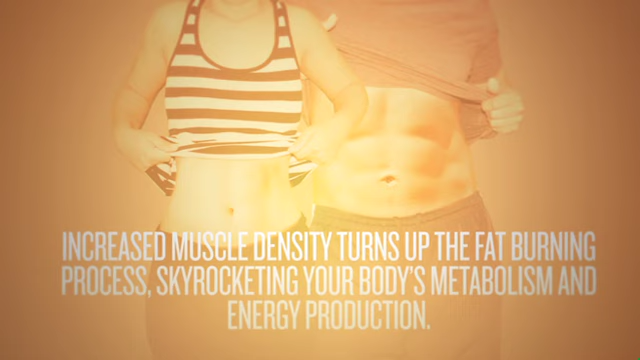 INCREASED MUSCLE DENSITY TURNS UP THE FAT BURNING
PROCESS, SKYROCKETING YOUR BODY'S METABOLISM AND
ENERGY PRODUCTION.